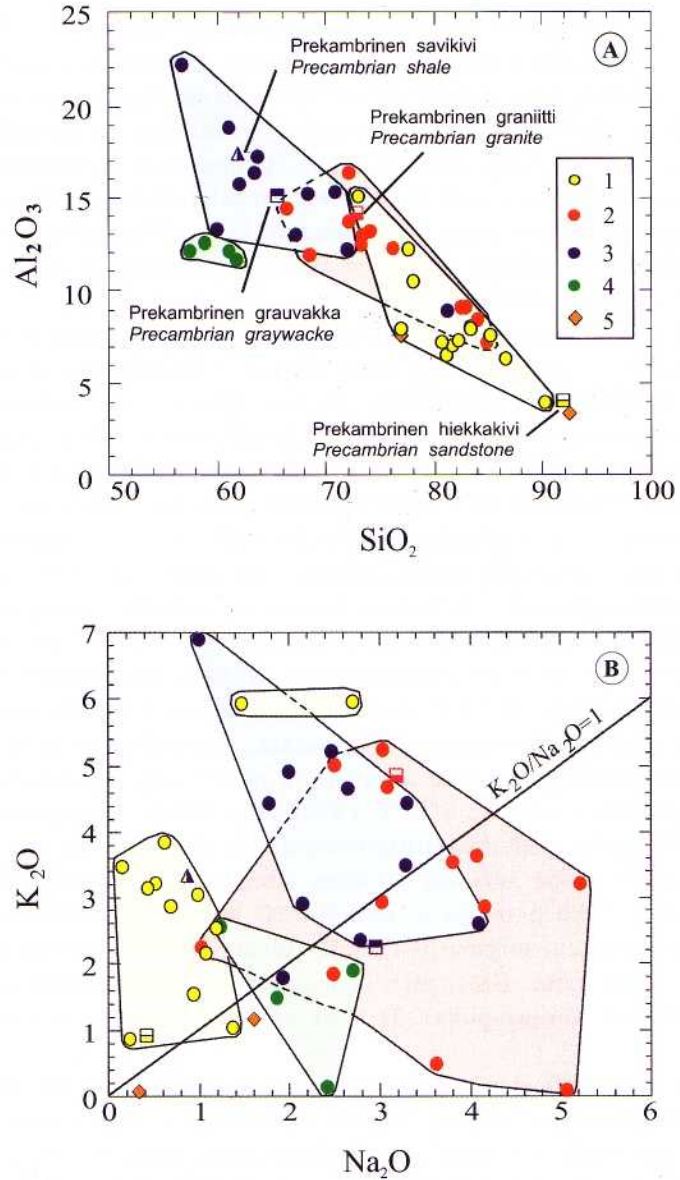 25
20
15
10
5
0
Al₂O₃
50
60
70
80
90
100
SiO₂
A
Prekambrinen savikivi
Precambrian shale
Prekambrinen graniitti
Precambrian granite
Prekambrinen grauvakka
Precambrian graywacke
Prekambrinen hiekkakivi
Precambrian sandstone
1
2
3
4
5
7
6
5
4
3
2
1
0
K₂O
0
1
2
3
4
5
6
Na₂O
B
K₂O/Na₂O=1